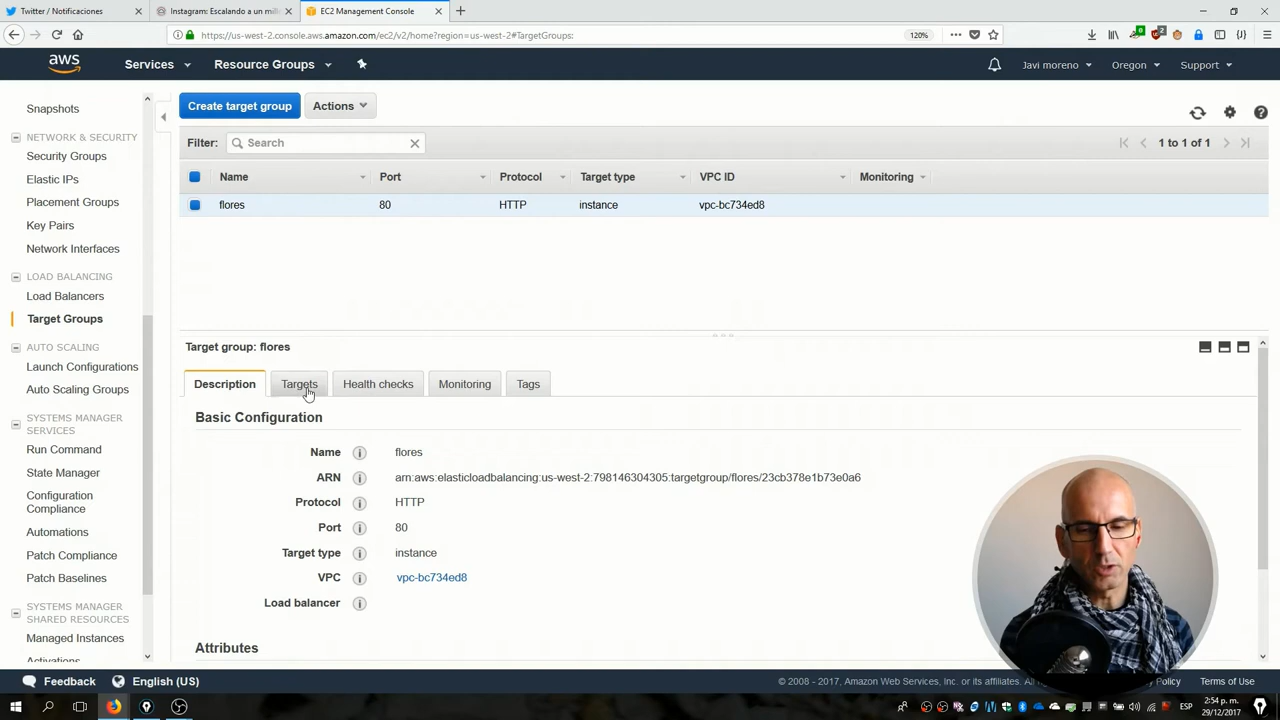 Twitter / Notificaciones
Instagram: Escalando a un mill
EC2 Management Console
https://us-west-2.console.aws.amazon.com/ec2/v2/home?region=us-west-2#TargetGroups:
120%
aws
Services
Resource Groups
Javi moreno
Oregon
Support
Snapshots
NETWORK & SECURITY
Security Groups
Elastic IPs
Placement Groups
Key Pairs
Network Interfaces
LOAD BALANCING
Load Balancers
Target Groups
AUTO SCALING
Launch Configurations
Auto Scaling Groups
SYSTEMS MANAGER
SERVICES
Run Command
State Manager
Configuration
Compliance
Automations
Patch Compliance
Patch Baselines
SYSTEMS MANAGER
SHARED RESOURCES
Managed Instances
Activations
Create target group
Actions
Filter:
Search
1 to 1 of 1
Name Port Protocol Target type VPC ID Monitoring
flores 80 HTTP instance vpc-bc734ed8
Target group: flores
Description Targets Health checks Monitoring Tags
Basic Configuration
Name flores
ARN arn:aws:elasticloadbalancing:us-west-2:798146304305:targetgroup/flores/23cb378e1b73e0a6
Protocol HTTP
Port 80
Target type instance
VPC vpc-bc734ed8
Load balancer
Attributes
Feedback
English (US)
© 2008 - 2017, Amazon Web Services, Inc. or its affiliates.
Policy
Terms of Use
ESP
2:54 p. m.
29/12/2017